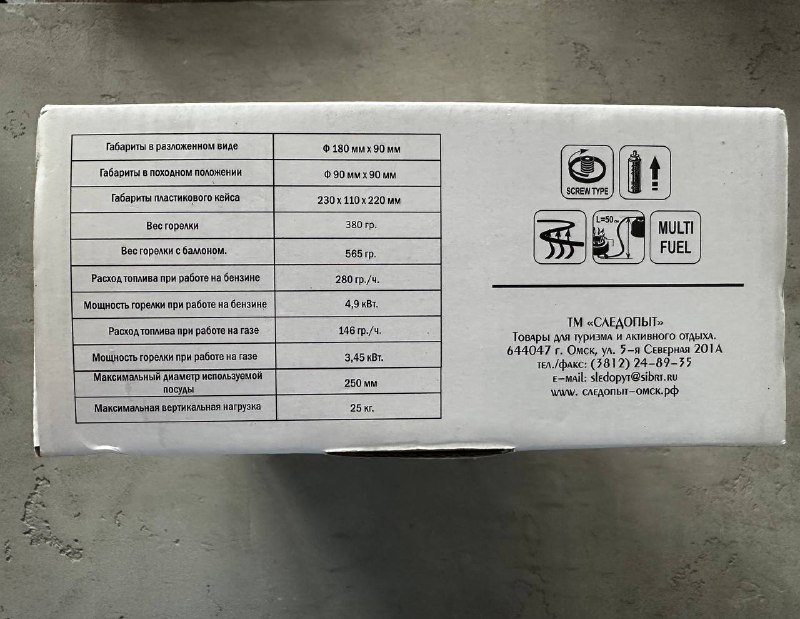 Габариты в разложенном виде Ф 180 мм х 90 мм
Габариты в походном положении Ф 90 мм х 90 мм
Габариты пластикового кейса 230 х 110 х 220 мм
Вес горелки 380 гр.
Вес горелки с баллоном. 565 гр.
Расход топлива при работе на бензине 280 гр./ч.
Мощность горелки при работе на бензине 4,9 кВт.
Расход топлива при работе на газе 146 гр./ч.
Мощность горелки при работе на газе 3,45 кВт.
Максимальный диаметр используемой посуды 250 мм
Максимальная вертикальная нагрузка 25 кг.
SCREW TYPE
L=50
MULTI
FUEL
ТМ «СЛЕДОПЫТ»
Товары для туризма и активного отдыха.
644047 г. Омск, ул. 5-я Северная 201А
тел./факс: (3812) 24-89-35
e-mail: sledopyt@sibrt.ru
www. следопыт-омск.рф